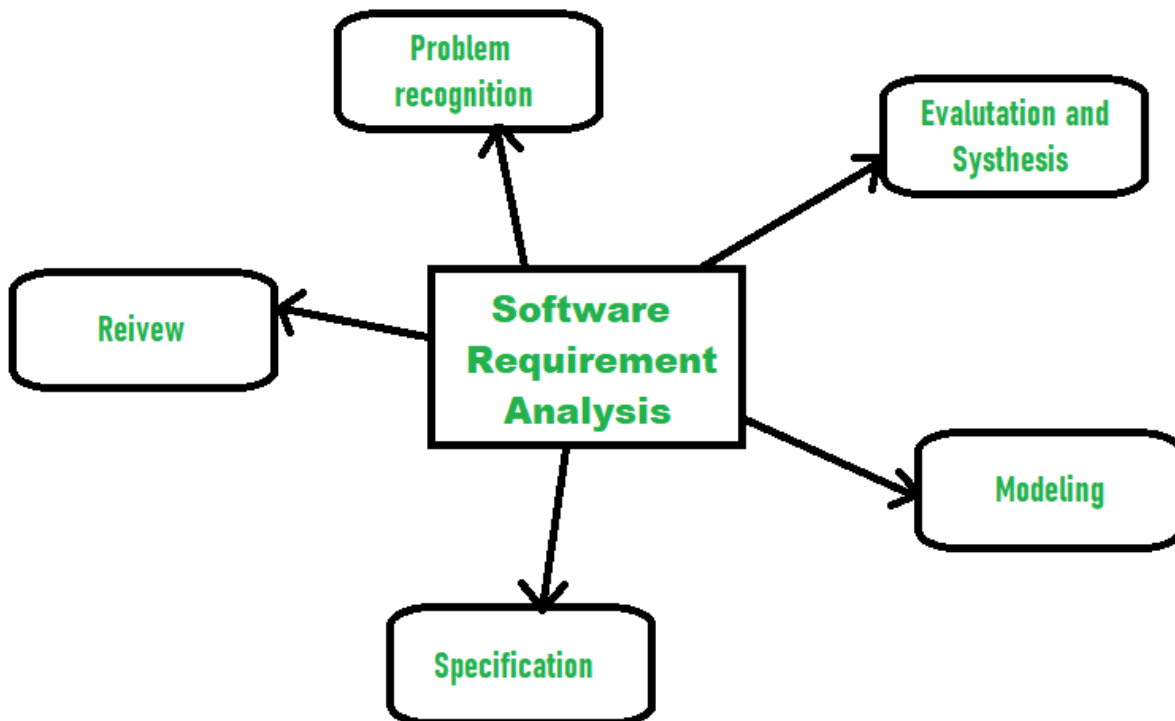 Problem
recognition
Evalutation and
Systhesis
Reivew
Software
Requirement
Analysis
Modeling
Specification